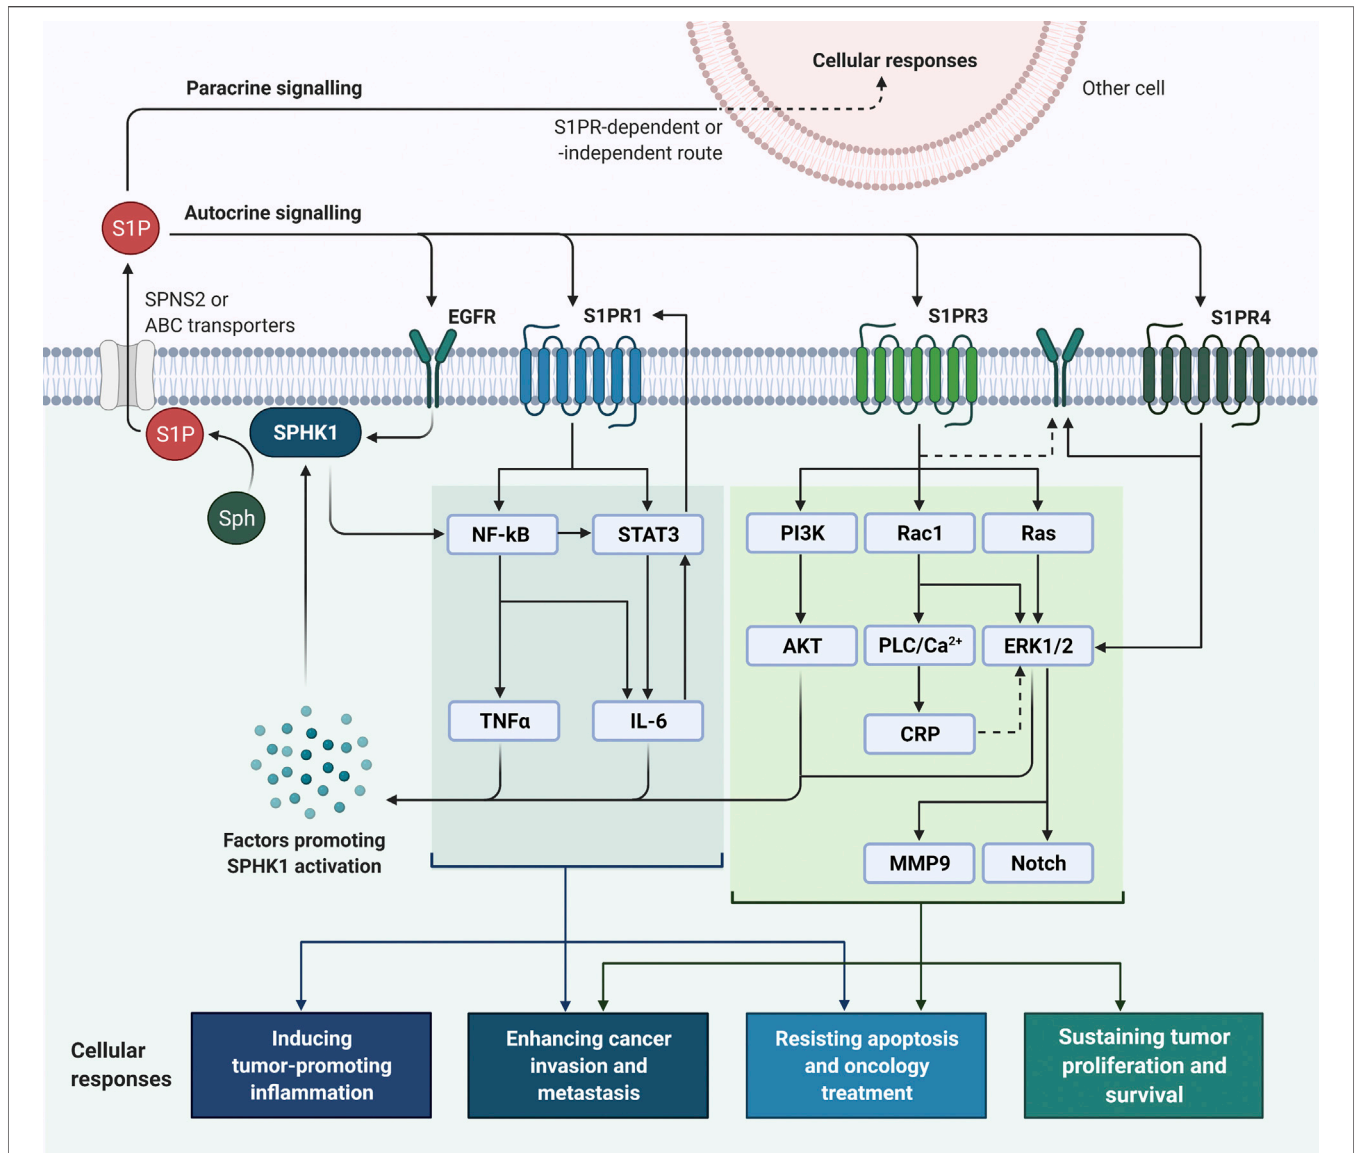 Cellular responses
Paracrine signalling
Other cell
S1PR-dependent or
-independent route
S1P
Autocrine signalling
SPNS2 or
ABC transporters
EGFR
S1PR1
S1PR3
S1PR4
S1P
SPHK1
Sph
NF-kB
STAT3
PI3K
Rac1
Ras
AKT
PLC/Ca²⁺
ERK1/2
TNFα
IL-6
CRP
Factors promoting
SPHK1 activation
MMP9
Notch
Cellular
responses
Inducing
tumor-promoting
inflammation
Enhancing cancer
invasion and
metastasis
Resisting apoptosis
and oncology
treatment
Sustaining tumor
proliferation and
survival